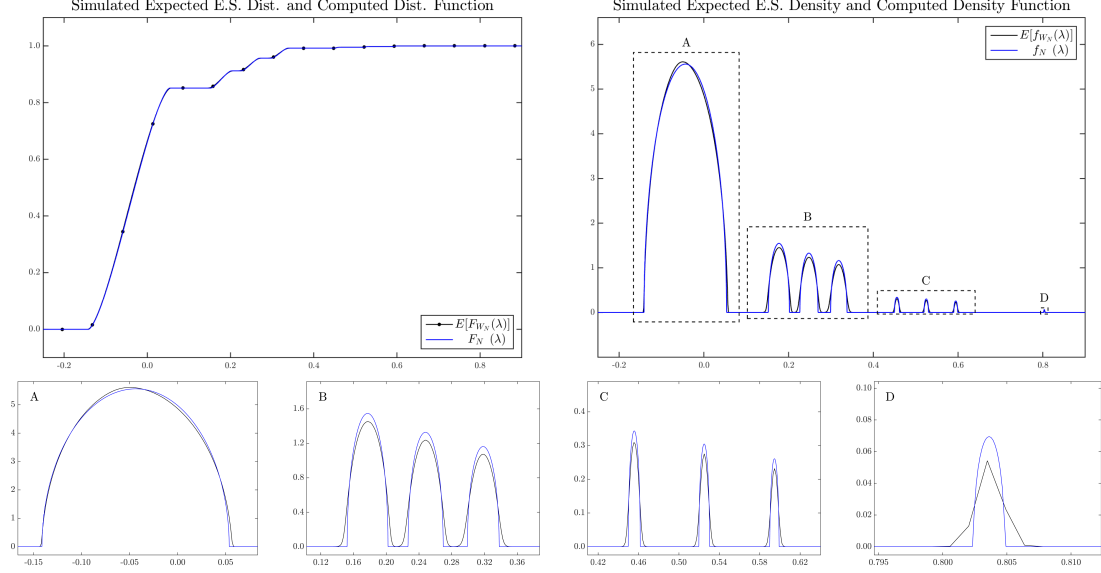 Simulated Expected E.S. Dist. and Computed Dist. Function
1.0
0.8
0.6
0.4
0.2
0.0
-0.2 0.0 0.2 0.4 0.6 0.8
E[F_{W_N}(λ)]
F_N (λ)
Simulated Expected E.S. Density and Computed Density Function
6
5
4
3
2
1
0
-0.2 0.0 0.2 0.4 0.6 0.8
A
B
C
D
E[f_{W_N}(λ)]
f_N (λ)
A
5
4
3
2
1
0
-0.15 -0.10 -0.05 0.00 0.05
B
1.6
1.2
0.8
0.4
0.0
0.12 0.16 0.20 0.24 0.28 0.32 0.36
C
0.4
0.3
0.2
0.1
0.0
0.42 0.46 0.50 0.54 0.58 0.62
D
0.10
0.08
0.06
0.04
0.02
0.00
0.795 0.800 0.805 0.810